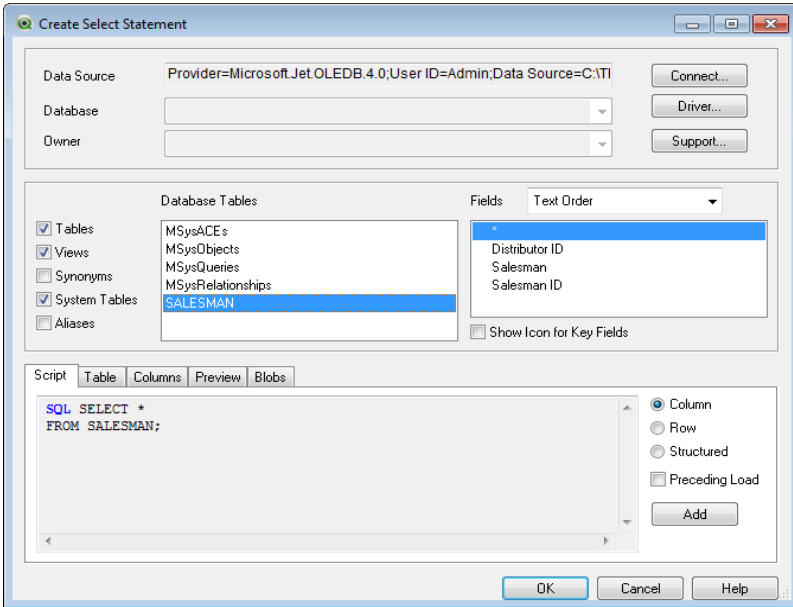 Create Select Statement
Data Source
Provider=Microsoft.Jet.OLEDB.4.0;User ID=Admin;Data Source=C:\TI
Connect...
Database
Driver...
Owner
Support...
Database Tables
Fields
Text Order
Tables
Views
Synonyms
System Tables
Aliases
MSysACEs
MSysObjects
MSysQueries
MSysRelationships
SALESMAN
*
Distributor ID
Salesman
Salesman ID
Show Icon for Key Fields
Script
Table
Columns
Preview
Blobs
SQL SELECT *
FROM SALESMAN;
Column
Row
Structured
Preceding Load
Add
OK
Cancel
Help